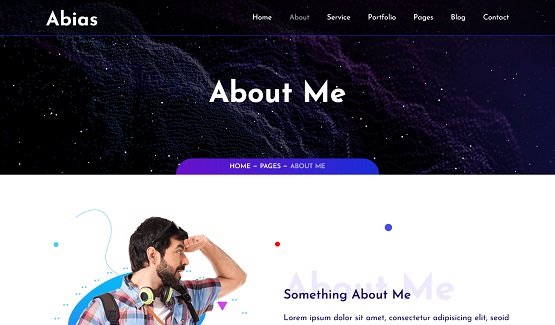 Abias
Home About Service Portfolio Pages Blog Contact
About Me
HOME – PAGES – ABOUT ME
About Me
Something About Me
Lorem ipsum dolor sit amet, consectetur adipisicing elit, seoid